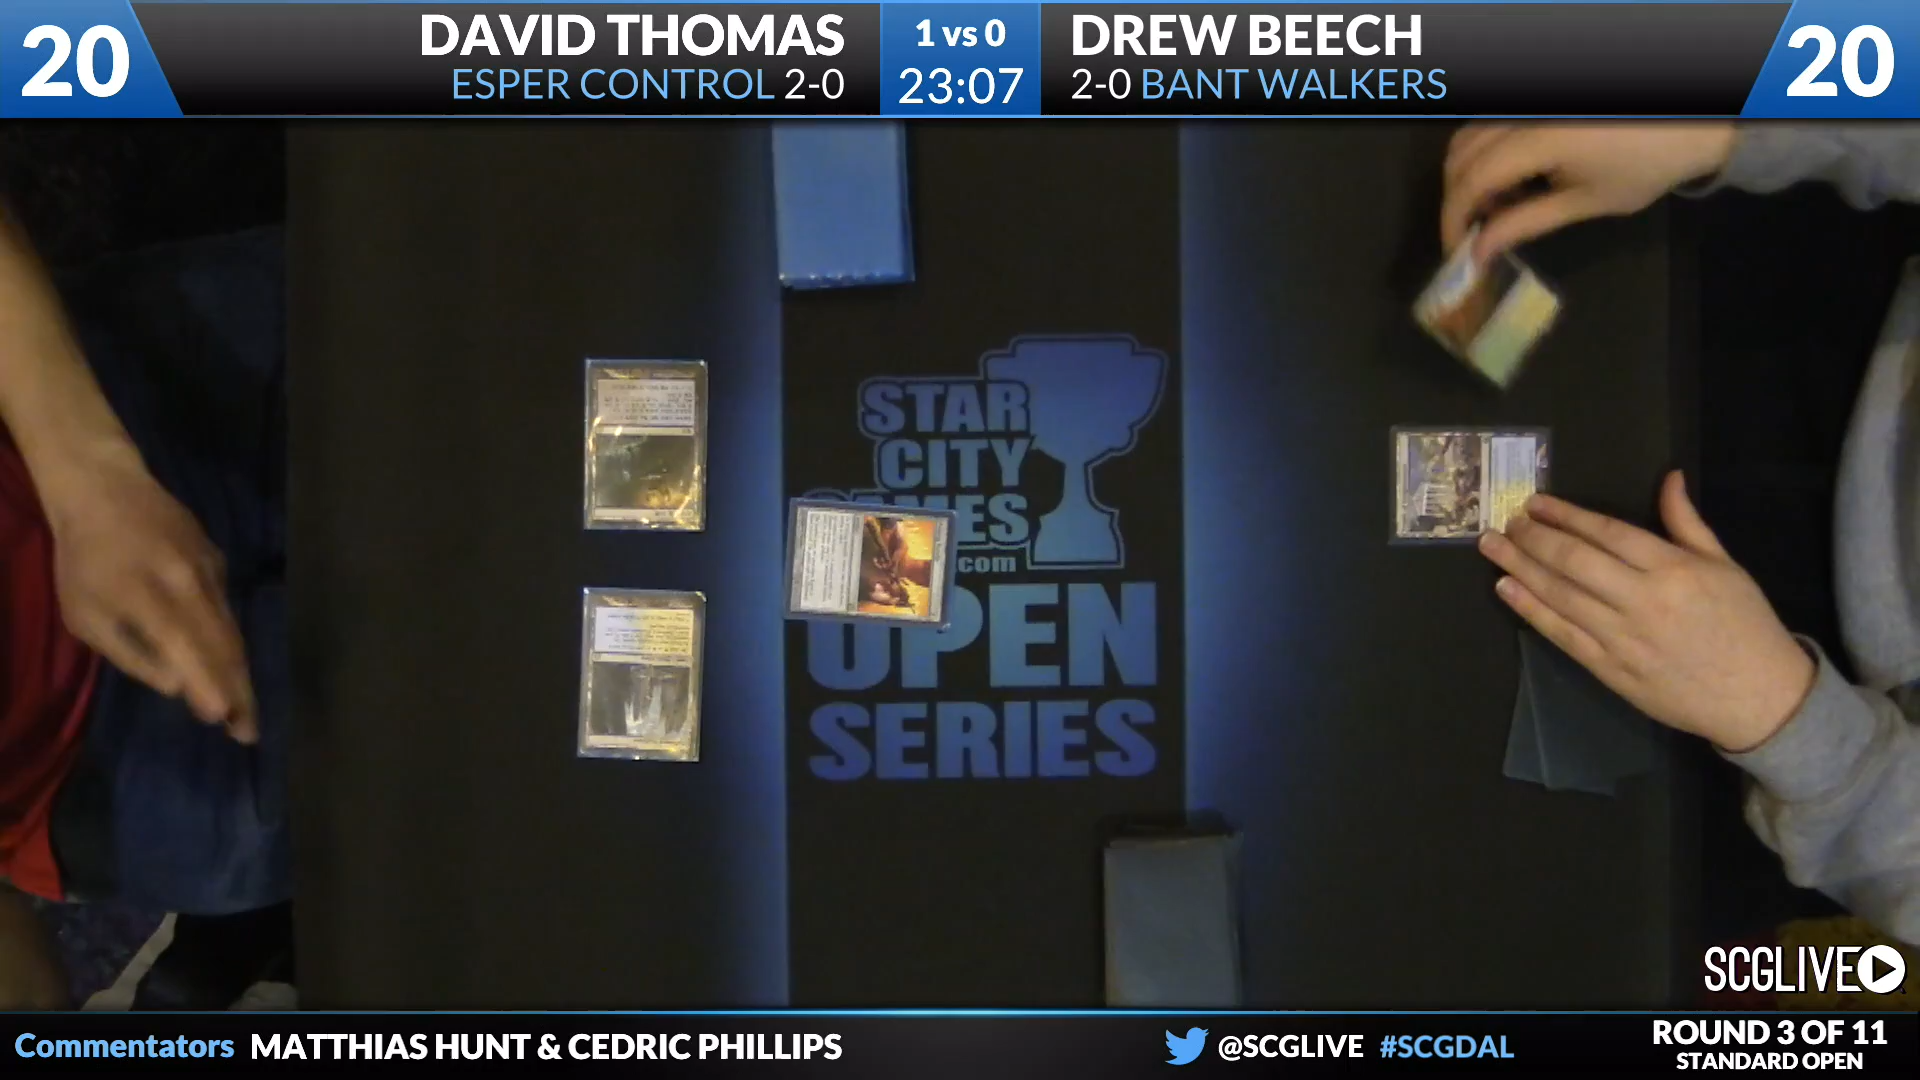 20
DAVID THOMAS
ESPER CONTROL 2-0
1 vs 0
23:07
DREW BEECH
2-0 BANT WALKERS
20
STAR
CITY
GAMES
.com
OPEN
SERIES
SCGLIVE
Commentators MATTHIAS HUNT & CEDRIC PHILLIPS
@SCGLIVE #SCGDAL
ROUND 3 OF 11
STANDARD OPEN